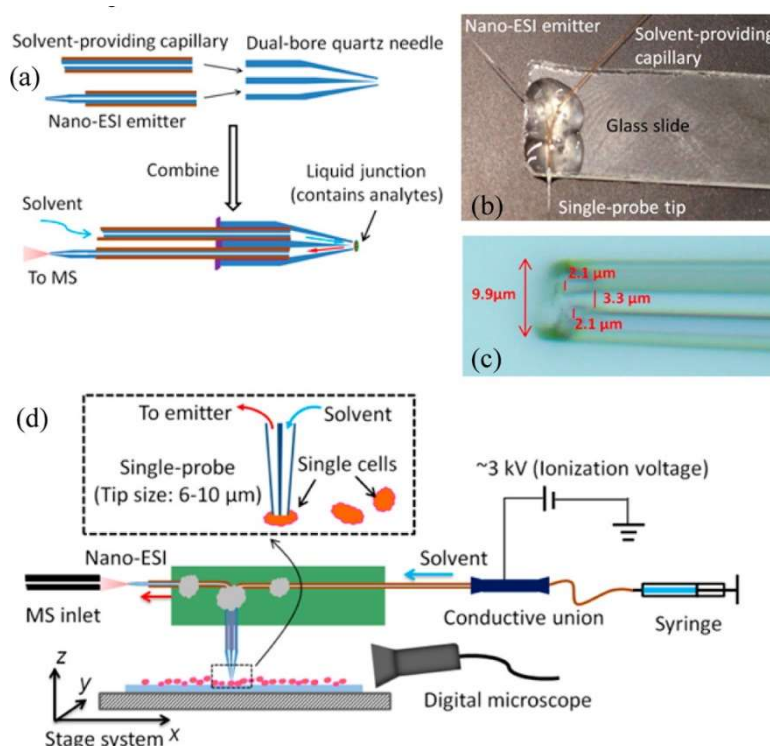 (a)
Solvent-providing capillary
Dual-bore quartz needle
Nano-ESI emitter
Combine
Liquid junction
(contains analytes)
Solvent
To MS
Nano-ESI emitter
Solvent-providing
capillary
Glass slide
(b)
Single-probe tip
9.9μm
2.1 μm
3.3 μm
2.1 μm
(c)
(d)
To emitter
Solvent
Single-probe
(Tip size: 6-10 μm)
Single cells
~3 kV (Ionization voltage)
Nano-ESI
Solvent
MS inlet
Conductive union
Syringe
Digital microscope
z
y
x
Stage system